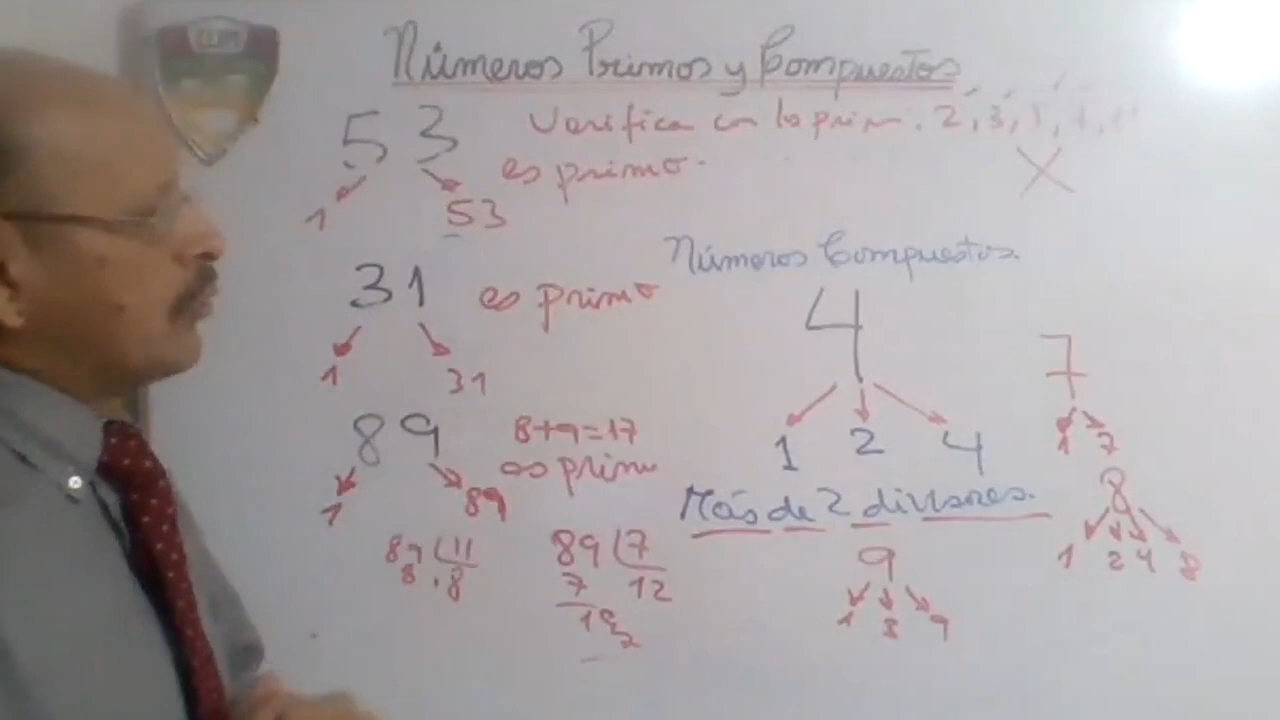 Números Primos y Compuestos
53 Verifica con lo prim. 2, 3,
es primo.
1 53
31 es primo
1 31
89 8+9=17
es primo
1 89
89 11
8 8
89 7
7 12
19
2
Números Compuestos.
4
1 2 4
Más de 2 divisores.
7
1 7
8
1 2 4 8
9
1 3 9